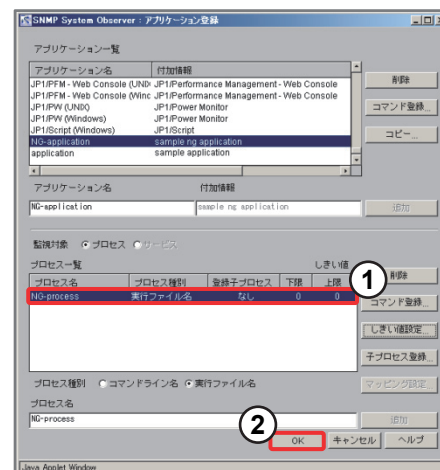 SNMP System Observer : アプリケーション登録
アプリケーション一覧
アプリケーション名 付加情報
JP1/PFM - Web Console (UNIX JP1/Performance Management - Web Console
JP1/PFM - Web Console (Winc JP1/Performance Management - Web Console
JP1/PW (UNIX) JP1/Power Monitor
JP1/PW (Windows) JP1/Power Monitor
JP1/Script (Windows) JP1/Script
NG-application sample ng application
application sample application
削除
コマンド登録...
コピー...
アプリケーション名 付加情報
NG-application sample ng application 追加
監視対象 プロセス サービス
プロセス一覧 しきい値
プロセス名 プロセス種別 登録子プロセス 下限 上限
NG-process 実行ファイル名 なし 0 0
1
削除
コマンド登録...
しきい値設定...
子プロセス登録...
マッピング設定...
プロセス種別 コマンドライン名 実行ファイル名
プロセス名
NG-process 追加
2
OK キャンセル ヘルプ
Java Applet Window